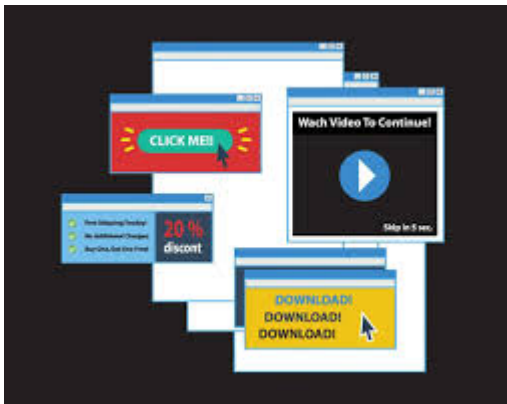 CLICK ME!!
Wach Video To Continue!
Skip in 5 sec.
Free Shipping Today!
No Additional Charges
Buy One, Get One Free!
20 %
discont
DOWNLOAD!
DOWNLOAD!
DOWNLOAD!